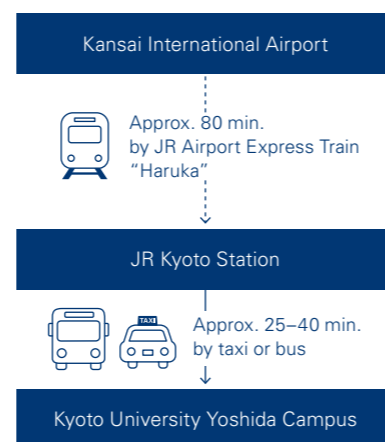 Kansai International Airport
Approx. 80 min.
by JR Airport Express Train
“Haruka”
JR Kyoto Station
TAXI
Approx. 25–40 min.
by taxi or bus
Kyoto University Yoshida Campus